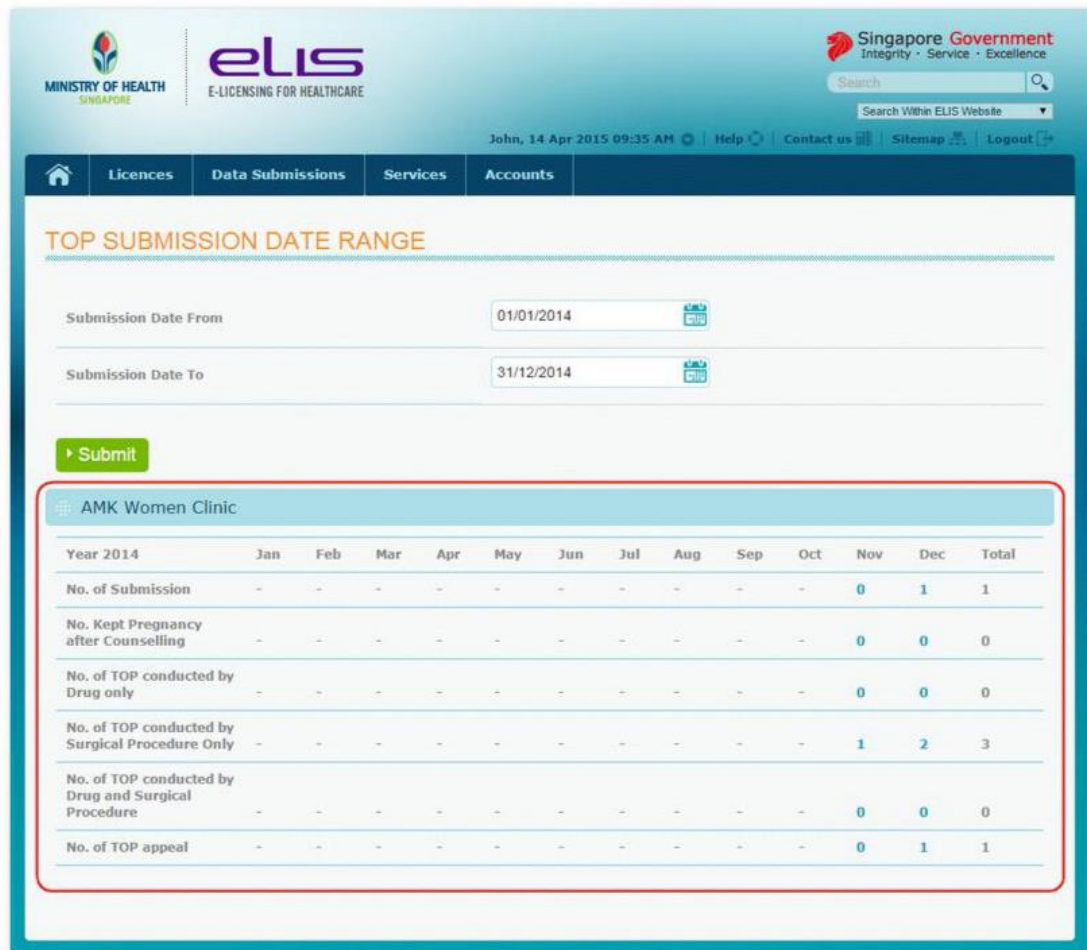 MINISTRY OF HEALTH
SINGAPORE
eLIS
E-LICENSING FOR HEALTHCARE
Singapore Government
Integrity · Service · Excellence
Search
Search Within ELIS Website
John, 14 Apr 2015 09:35 AM | Help | Contact us | Sitemap | Logout
Licences Data Submissions Services Accounts
TOP SUBMISSION DATE RANGE
Submission Date From 01/01/2014
Submission Date To 31/12/2014
Submit
AMK Women Clinic
Year 2014 Jan Feb Mar Apr May Jun Jul Aug Sep Oct Nov Dec Total
No. of Submission - - - - - - - - - - 0 1 1
No. Kept Pregnancy
after Counselling - - - - - - - - - - 0 0 0
No. of TOP conducted by
Drug only - - - - - - - - - - 0 0 0
No. of TOP conducted by
Surgical Procedure Only - - - - - - - - - - 1 2 3
No. of TOP conducted by
Drug and Surgical
Procedure - - - - - - - - - - 0 0 0
No. of TOP appeal - - - - - - - - - - 0 1 1